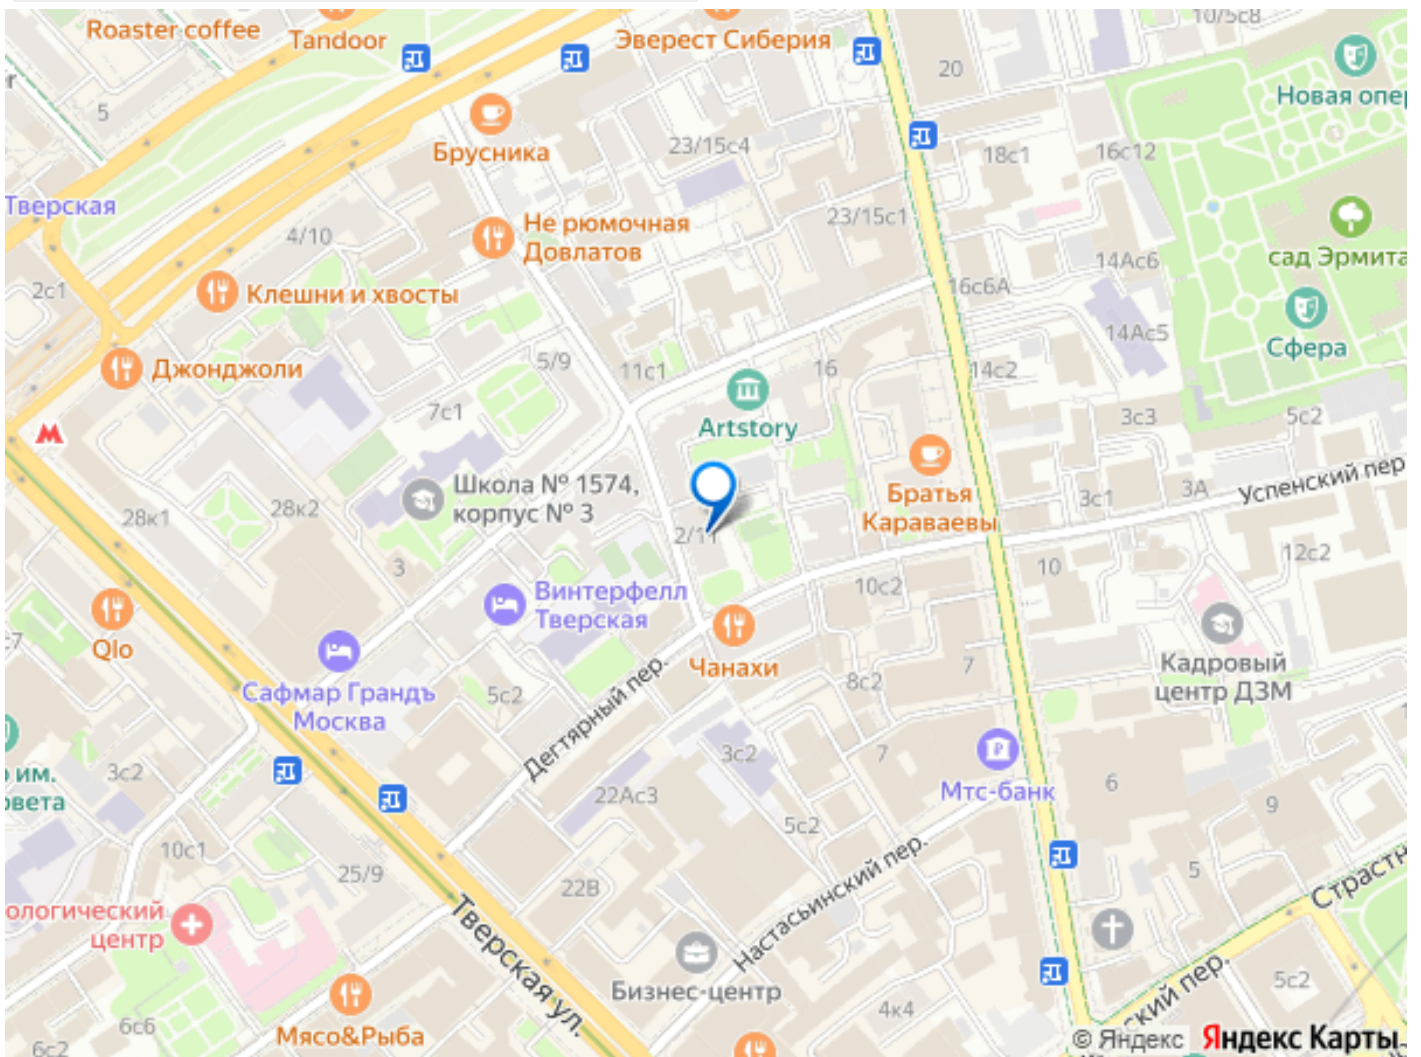 Roaster coffee
Tandoor
Эверест Сиберия
10/5с8
20
Новая опер
5
Брусника
23/15с4
18с1
16с12
Тверская
4/10
Не рюмочная
Довлатов
23/15с1
14Ас6
сад Эрмита
2с1
Клешни и хвосты
16с6А
14Ас5
Сфера
Джонджоли
5/9
11с1
16
14с2
7с1
Artstory
3с3
5с2
Школа № 1574,
корпус № 3
Братья
Караваевы
3с1
3А
Успенский пер.
28к1
28к2
2/11
12с2
3
10с2
10
Винтерфелл
Тверская
Qlo
с7
Чанахи
7
Кадровый
центр ДЗМ
Сафмар Грандъ
Москва
5с2
Дегтярный пер.
8с2
3с2
им.
овета
3с2
7
Мтс-банк
6
9
22Ас3
5с2
10с1
25/9
22В
Настасьинский пер.
5
Страстн
ологический
центр
Тверская ул.
Бизнес-центр
ский пер.
5с2
4к4
6с6
6с2
Мясо&Рыба
© Яндекс Яндекс Карты